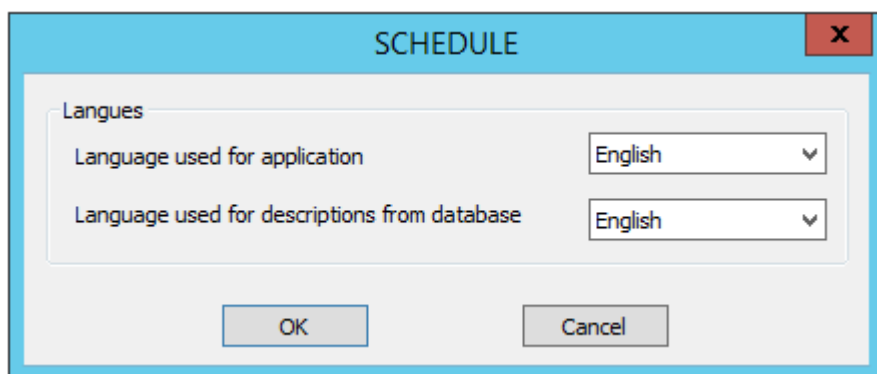 SCHEDULE
x
Langues
Language used for application English
Language used for descriptions from database English
OK Cancel